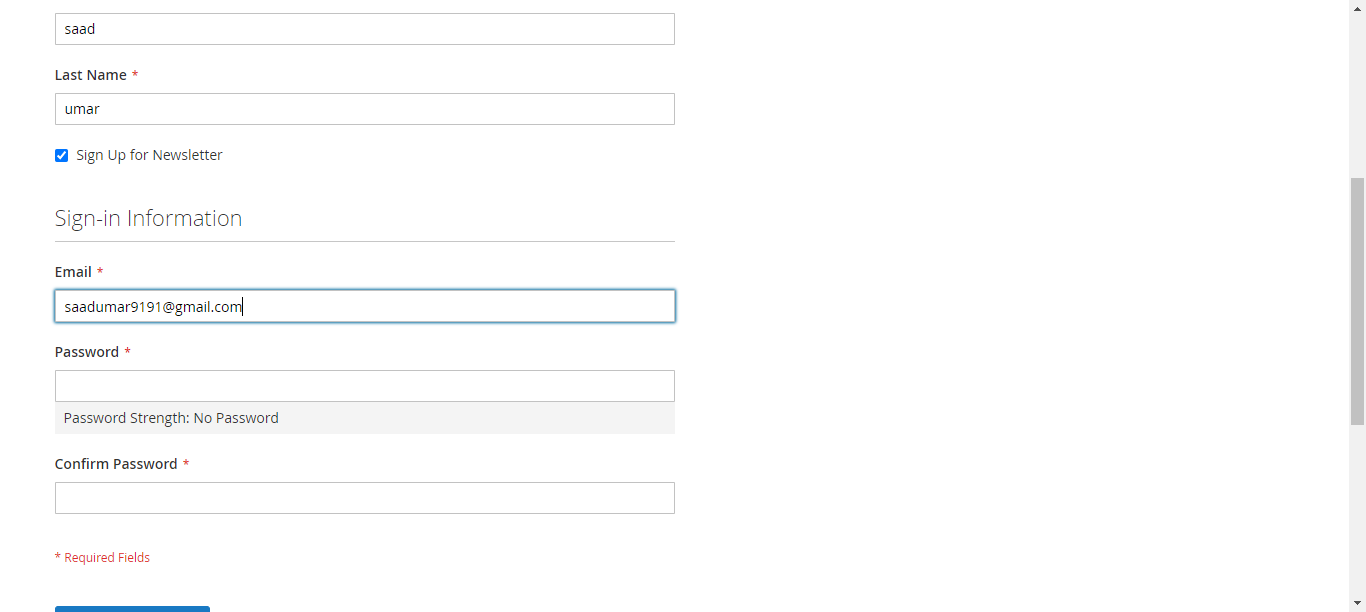 saad
Last Name *
umar
Sign Up for Newsletter
Sign-in Information
Email *
saadumar9191@gmail.com
Password *
Password Strength: No Password
Confirm Password *
* Required Fields